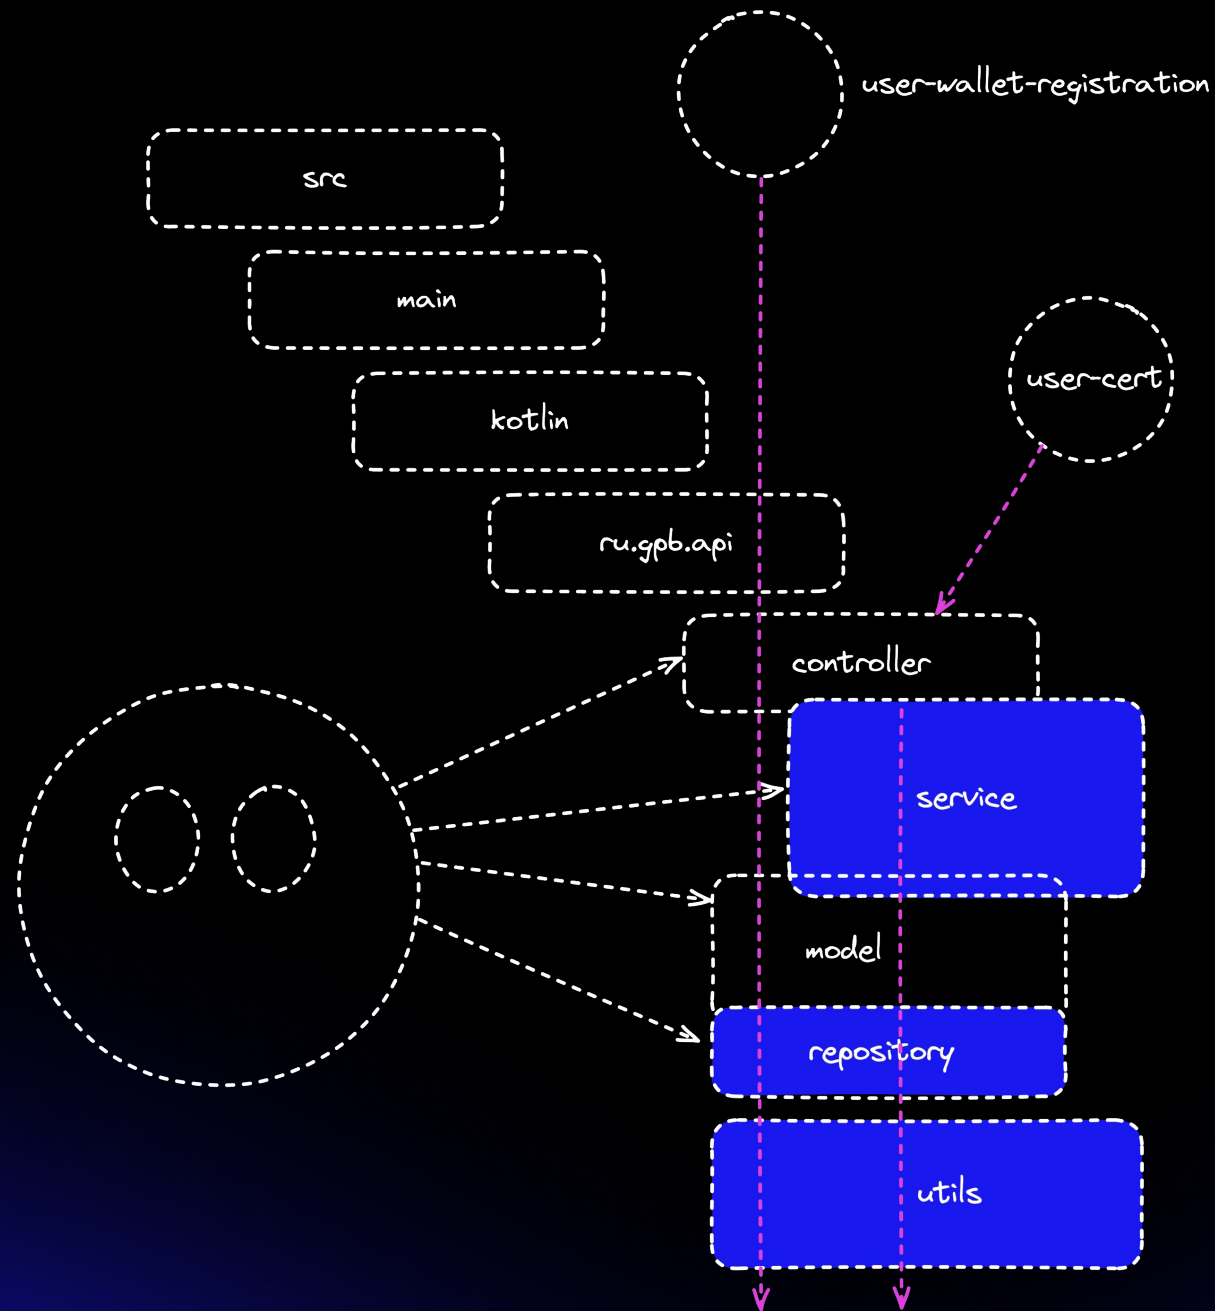 user-wallet-registration
src
main
user-cert
kotlin
ru.gpb.api
controller
service
model
repository
utils